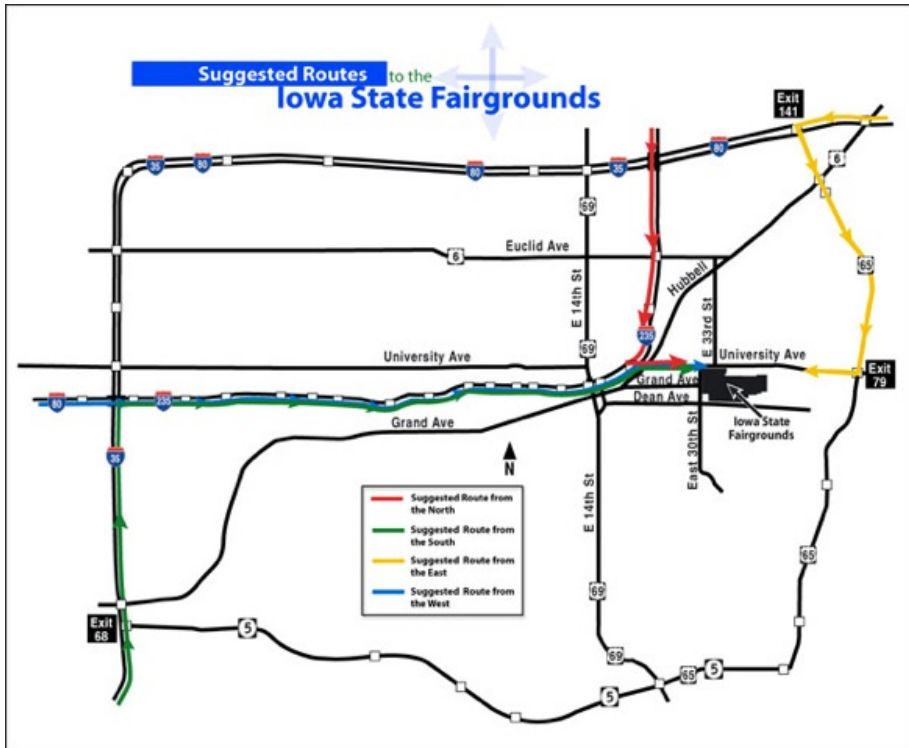 Suggested Routes to the
Iowa State Fairgrounds
Exit
141
35
80
80
35
80
6
69
Euclid Ave
6
65
Hubbell
E 14th St
E 33rd St
69
235
University Ave
University Ave
Exit
79
80
235
Grand Ave
Dean Ave
Grand Ave
Iowa State
Fairgrounds
East 30th St
35
N
E 14th St
Suggested Route from
the North
Suggested Route from
the South
Suggested Route from
the East
Suggested Route from
the West
65
69
Exit
68
5
69
65
5
5